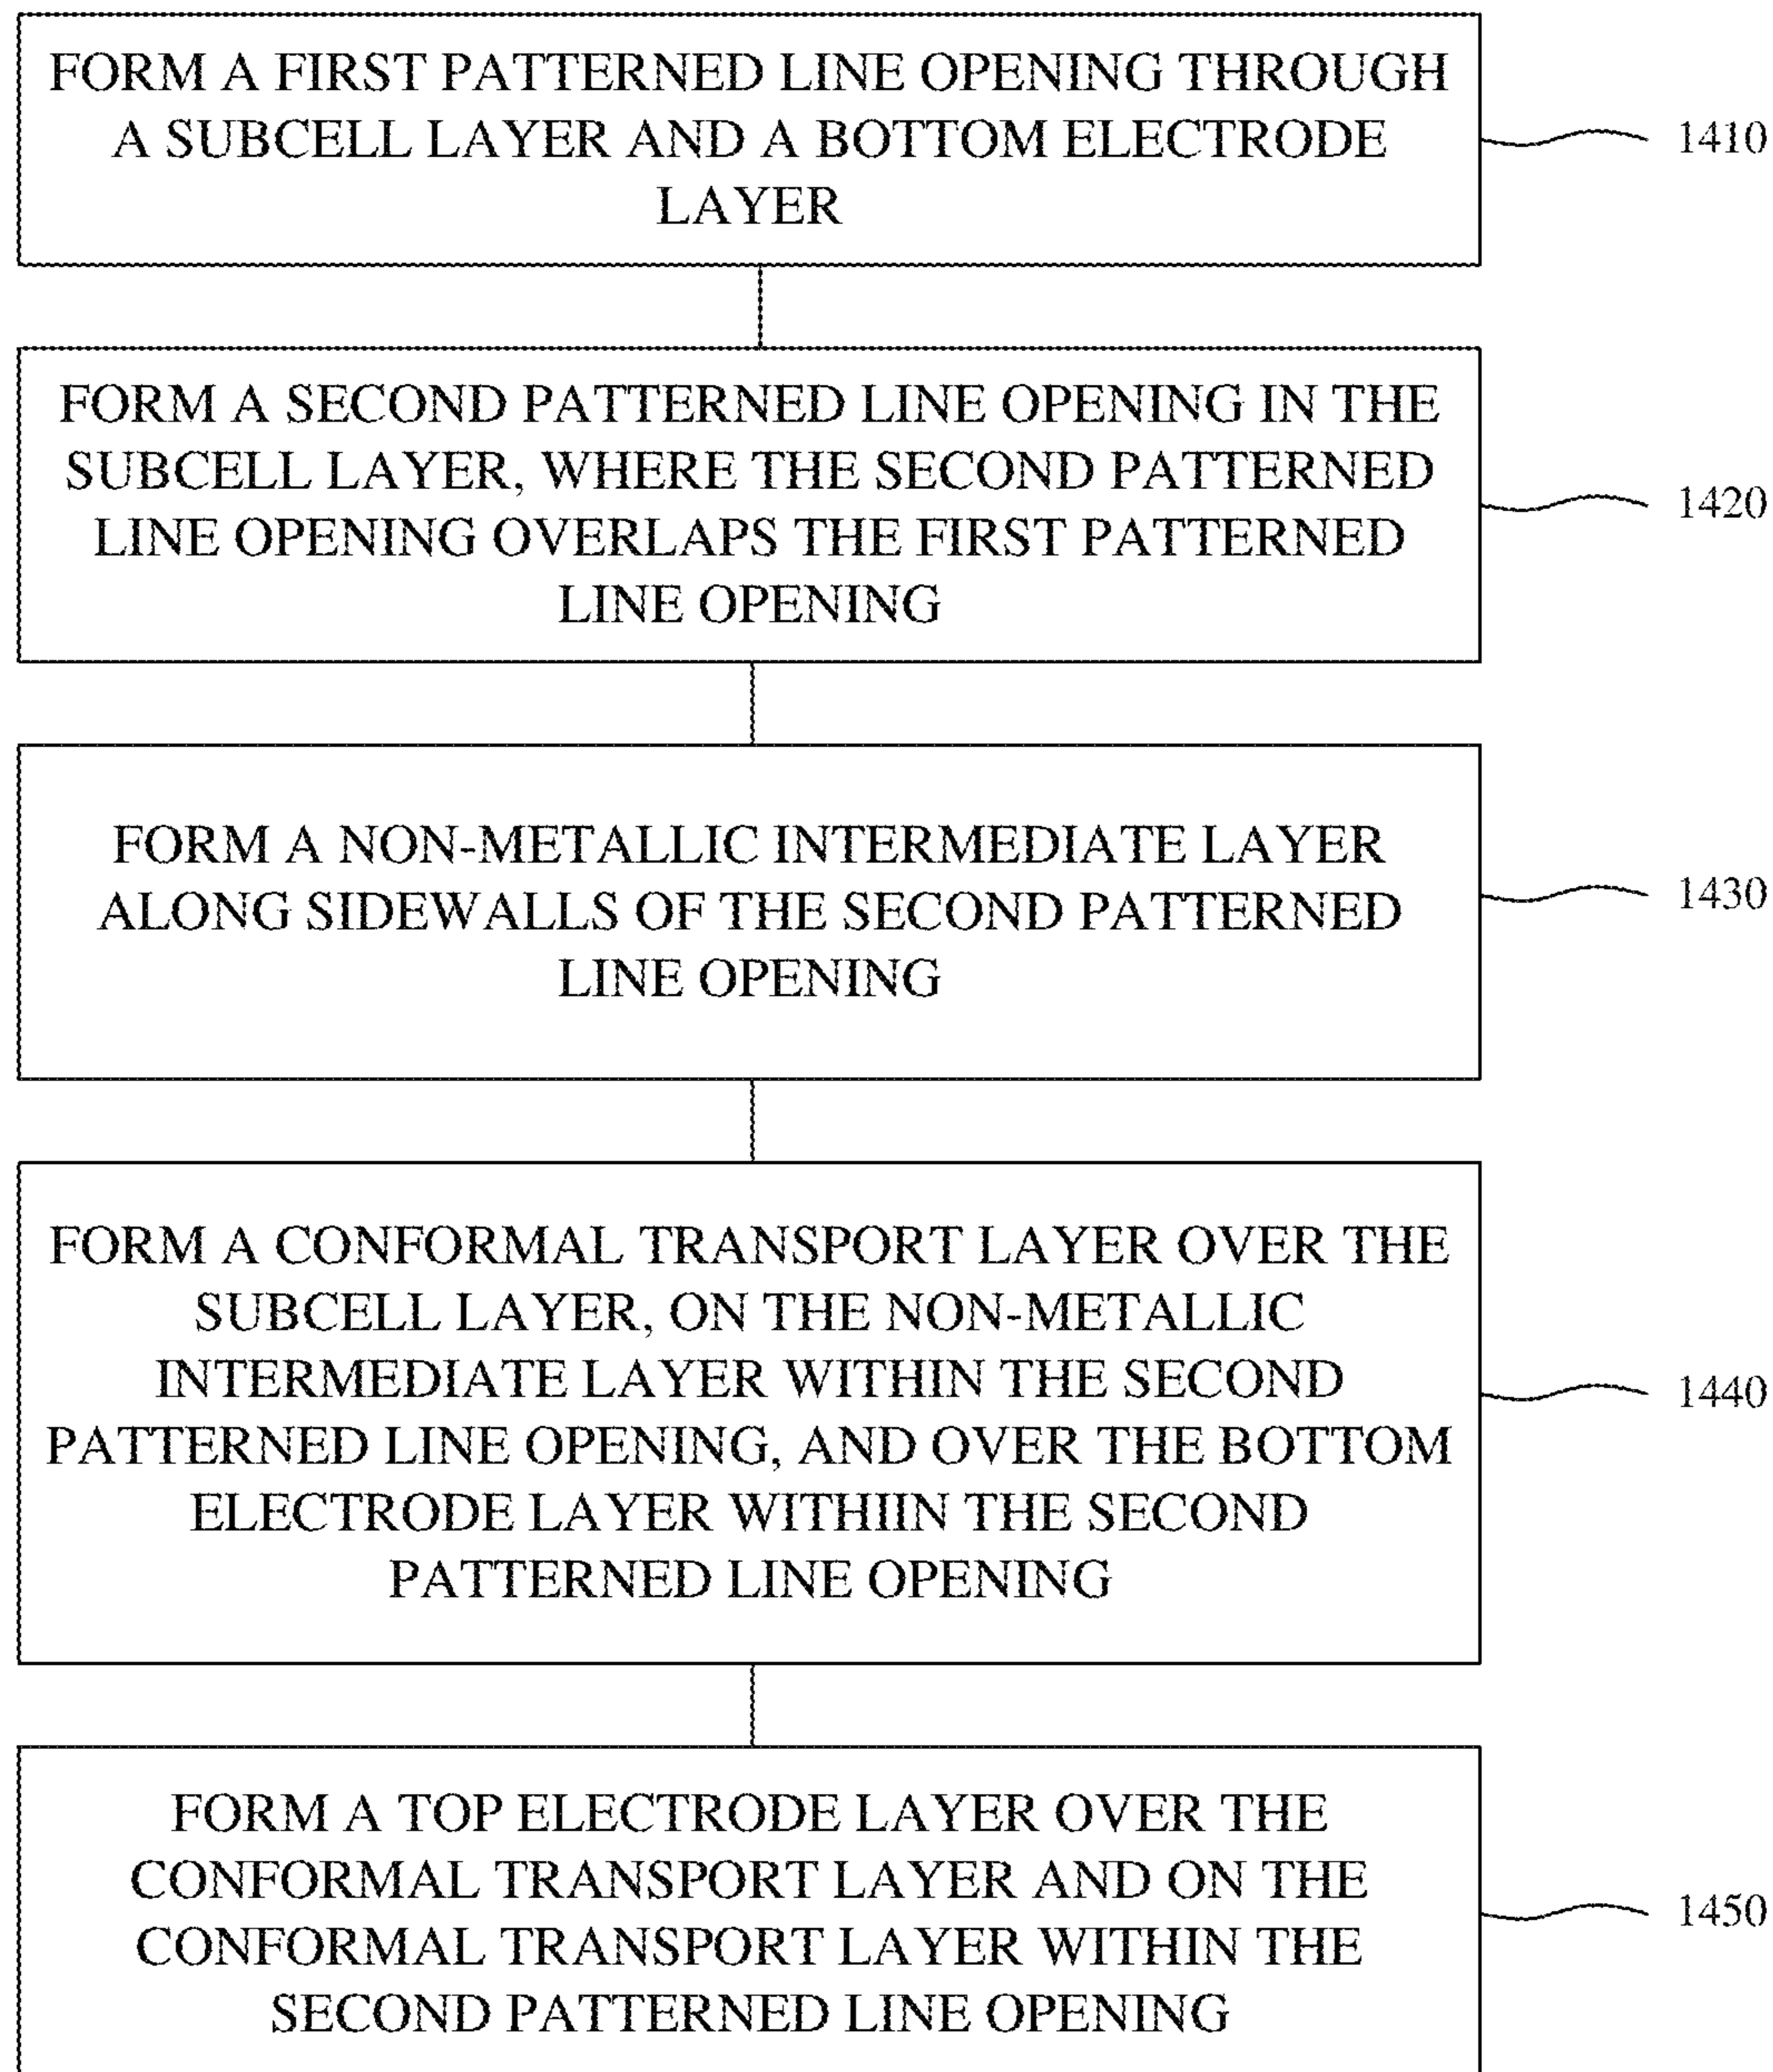 FORM A FIRST PATTERNED LINE OPENING THROUGH
A SUBCELL LAYER AND A BOTTOM ELECTRODE
LAYER
1410
FORM A SECOND PATTERNED LINE OPENING IN THE
SUBCELL LAYER, WHERE THE SECOND PATTERNED
LINE OPENING OVERLAPS THE FIRST PATTERNED
LINE OPENING
1420
FORM A NON-METALLIC INTERMEDIATE LAYER
ALONG SIDEWALLS OF THE SECOND PATTERNED
LINE OPENING
1430
FORM A CONFORMAL TRANSPORT LAYER OVER THE
SUBCELL LAYER, ON THE NON-METALLIC
INTERMEDIATE LAYER WITHIN THE SECOND
PATTERNED LINE OPENING, AND OVER THE BOTTOM
ELECTRODE LAYER WITHIIN THE SECOND
PATTERNED LINE OPENING
1440
FORM A TOP ELECTRODE LAYER OVER THE
CONFORMAL TRANSPORT LAYER AND ON THE
CONFORMAL TRANSPORT LAYER WITHIN THE
SECOND PATTERNED LINE OPENING
1450